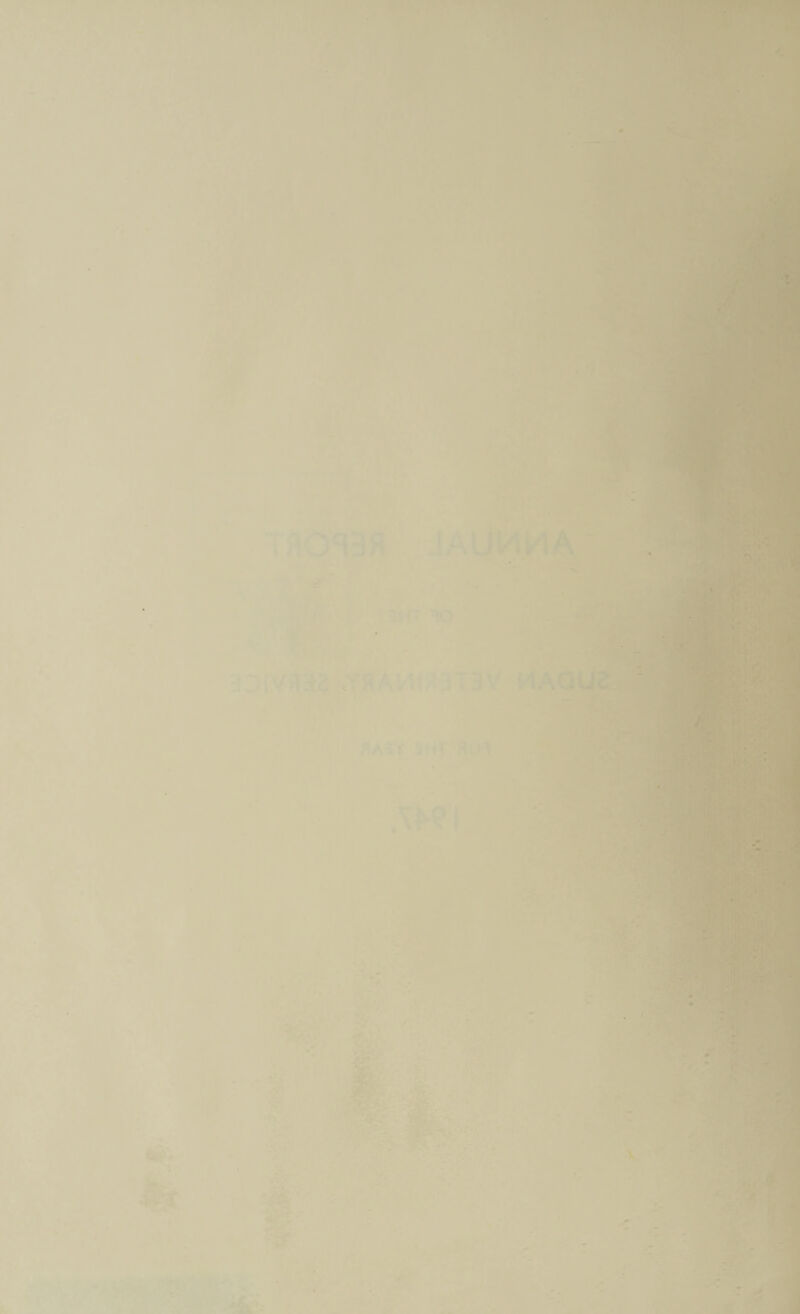 ANNUAL REPORT
OF THE
SUDAN VETERINARY SERVICE
FOR THE YEAR
1947.